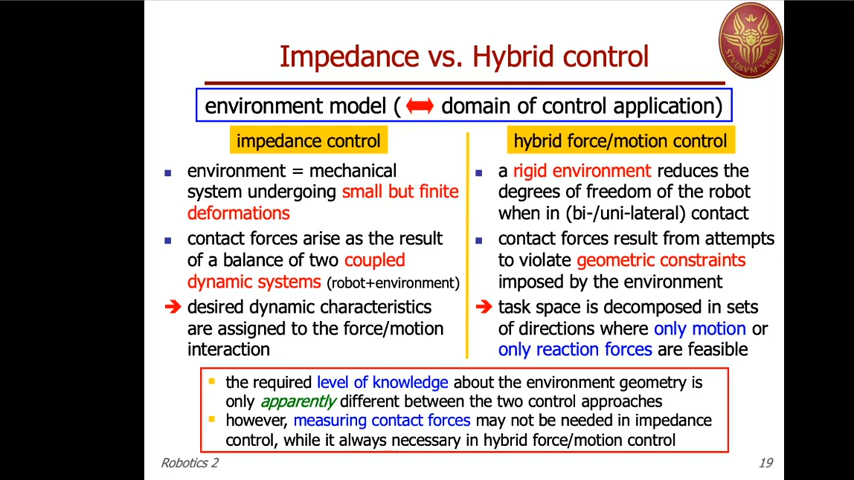 Impedance vs. Hybrid control
environment model ( domain of control application)
impedance control
environment = mechanical
system undergoing small but finite
deformations
contact forces arise as the result
of a balance of two coupled
dynamic systems (robot+environment)
desired dynamic characteristics
are assigned to the force/motion
interaction
hybrid force/motion control
a rigid environment reduces the
degrees of freedom of the robot
when in (bi-/uni-lateral) contact
contact forces result from attempts
to violate geometric constraints
imposed by the environment
task space is decomposed in sets
of directions where only motion or
only reaction forces are feasible
the required level of knowledge about the environment geometry is
only apparently different between the two control approaches
however, measuring contact forces may not be needed in impedance
control, while it always necessary in hybrid force/motion control
Robotics 2
19
STVDIVM VRBIS